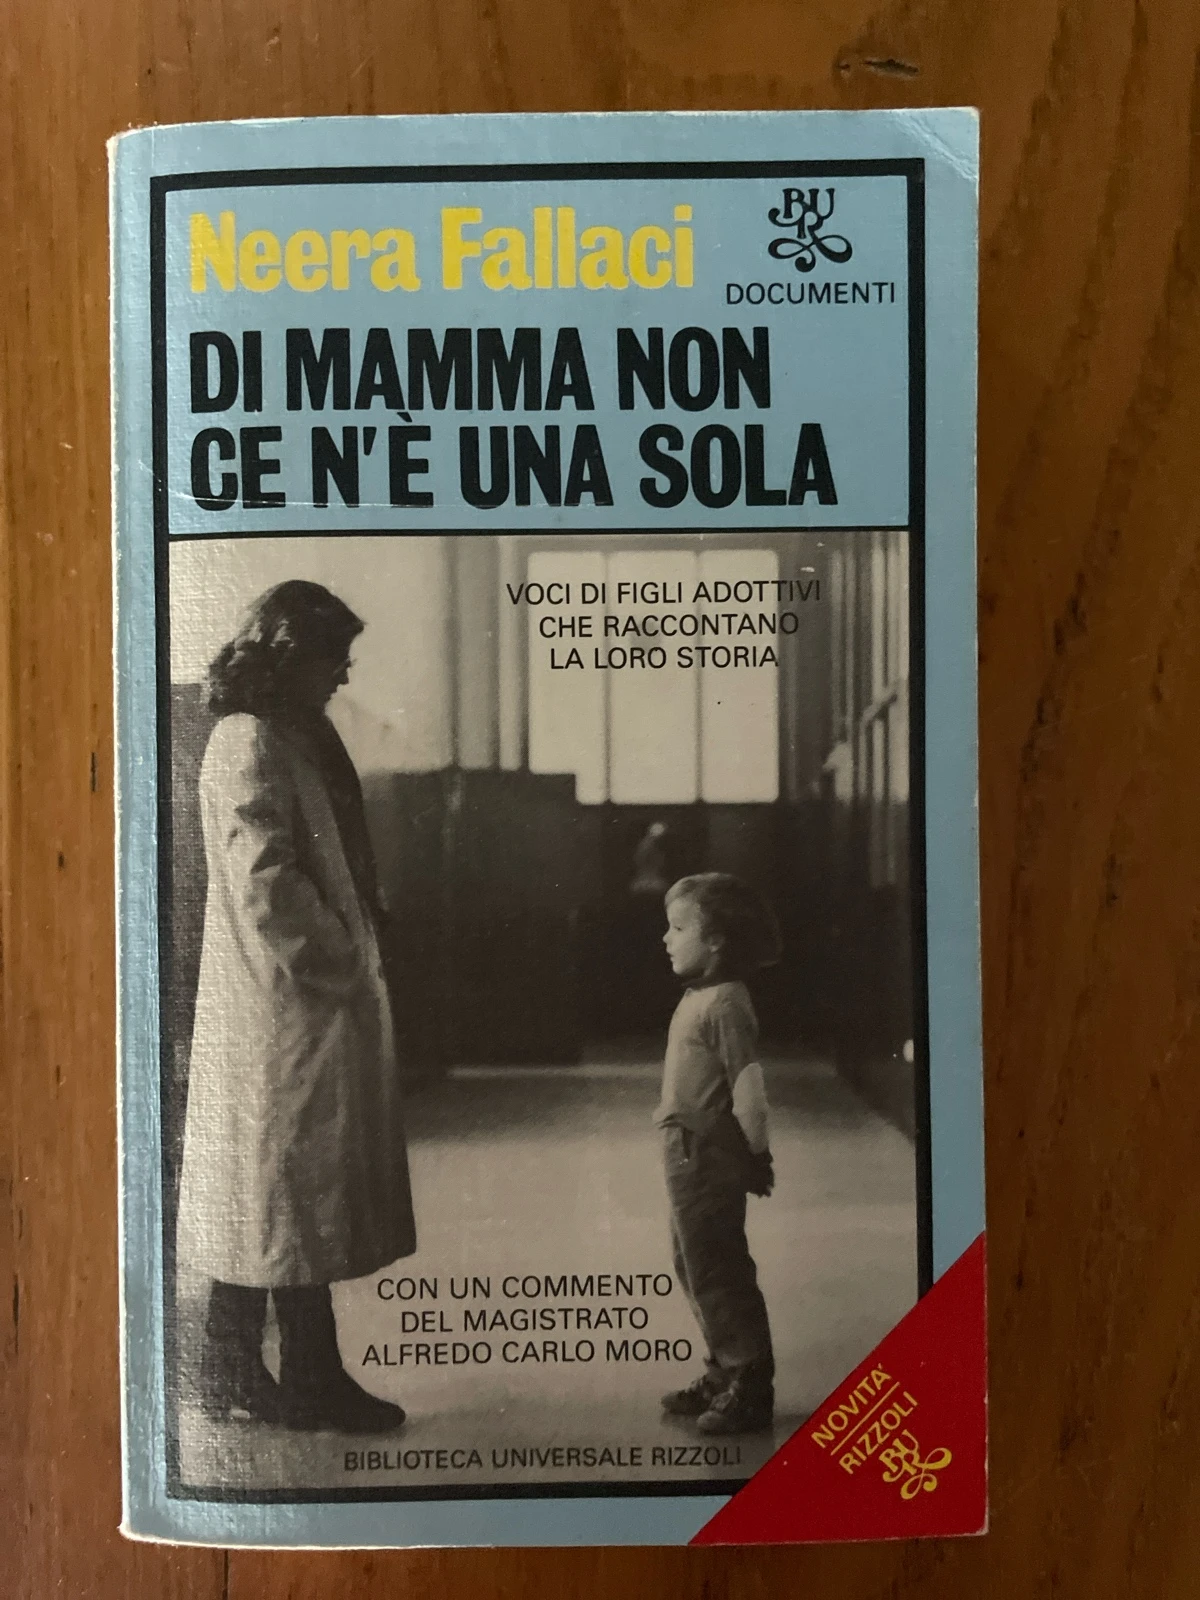 Neera Fallaci
BUR
DOCUMENTI
DI MAMMA NON
CE N'È UNA SOLA
VOCI DI FIGLI ADOTTIVI
CHE RACCONTANO
LA LORO STORIA
CON UN COMMENTO
DEL MAGISTRATO
ALFREDO CARLO MORO
BIBLIOTECA UNIVERSALE RIZZOLI
NOVITA'
RIZZOLI
BUR